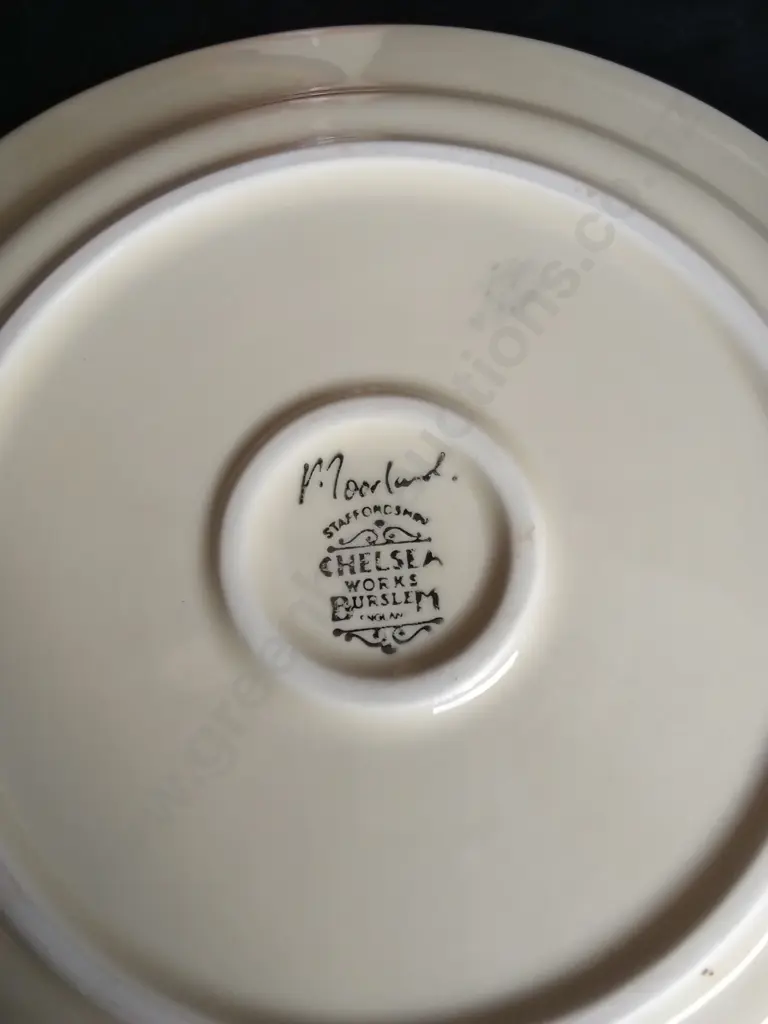 Moorland.
STAFFORDSHIRE
CHELSEA
WORKS
BURSLEM
ENGLAND